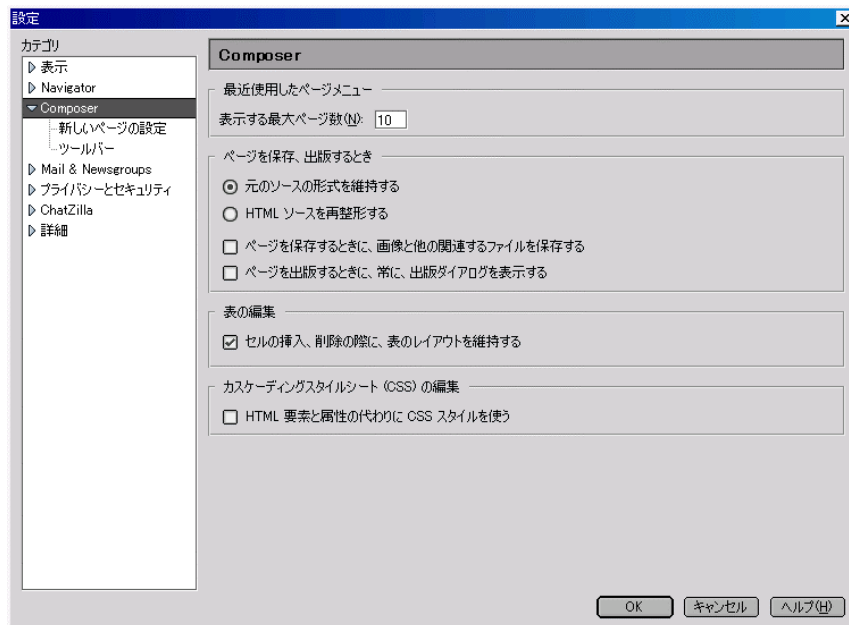 設定
カテゴリ
表示
Navigator
Composer
新しいページの設定
ツールバー
Mail & Newsgroups
プライバシーとセキュリティ
ChatZilla
詳細
Composer
最近使用したページメニュー
表示する最大ページ数(N): 10
ページを保存、出版するとき
元のソースの形式を維持する
HTML ソースを再整形する
ページを保存するときに、画像と他の関連するファイルを保存する
ページを出版するときに、常に、出版ダイアログを表示する
表の編集
セルの挿入、削除の際に、表のレイアウトを維持する
カスケーディングスタイルシート (CSS) の編集
HTML 要素と属性の代わりに CSS スタイルを使う
OK キャンセル ヘルプ(H)